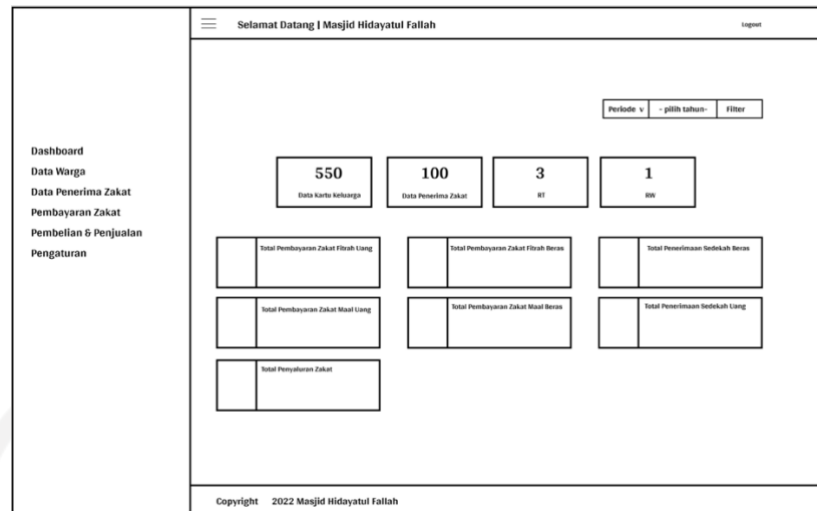 Selamat Datang | Masjid Hidayatul Fallah
Logout
Periode v - pilih tahun- Filter
Dashboard
Data Warga
Data Penerima Zakat
Pembayaran Zakat
Pembelian & Penjualan
Pengaturan
550
Data Kartu Keluarga
100
Data Penerima Zakat
3
RT
1
RW
Total Pembayaran Zakat Fitrah Uang
Total Pembayaran Zakat Fitrah Beras
Total Penerimaan Sedekah Beras
Total Pembayaran Zakat Maal Uang
Total Pembayaran Zakat Maal Beras
Total Penerimaan Sedekah Uang
Total Penyaluran Zakat
Copyright 2022 Masjid Hidayatul Fallah